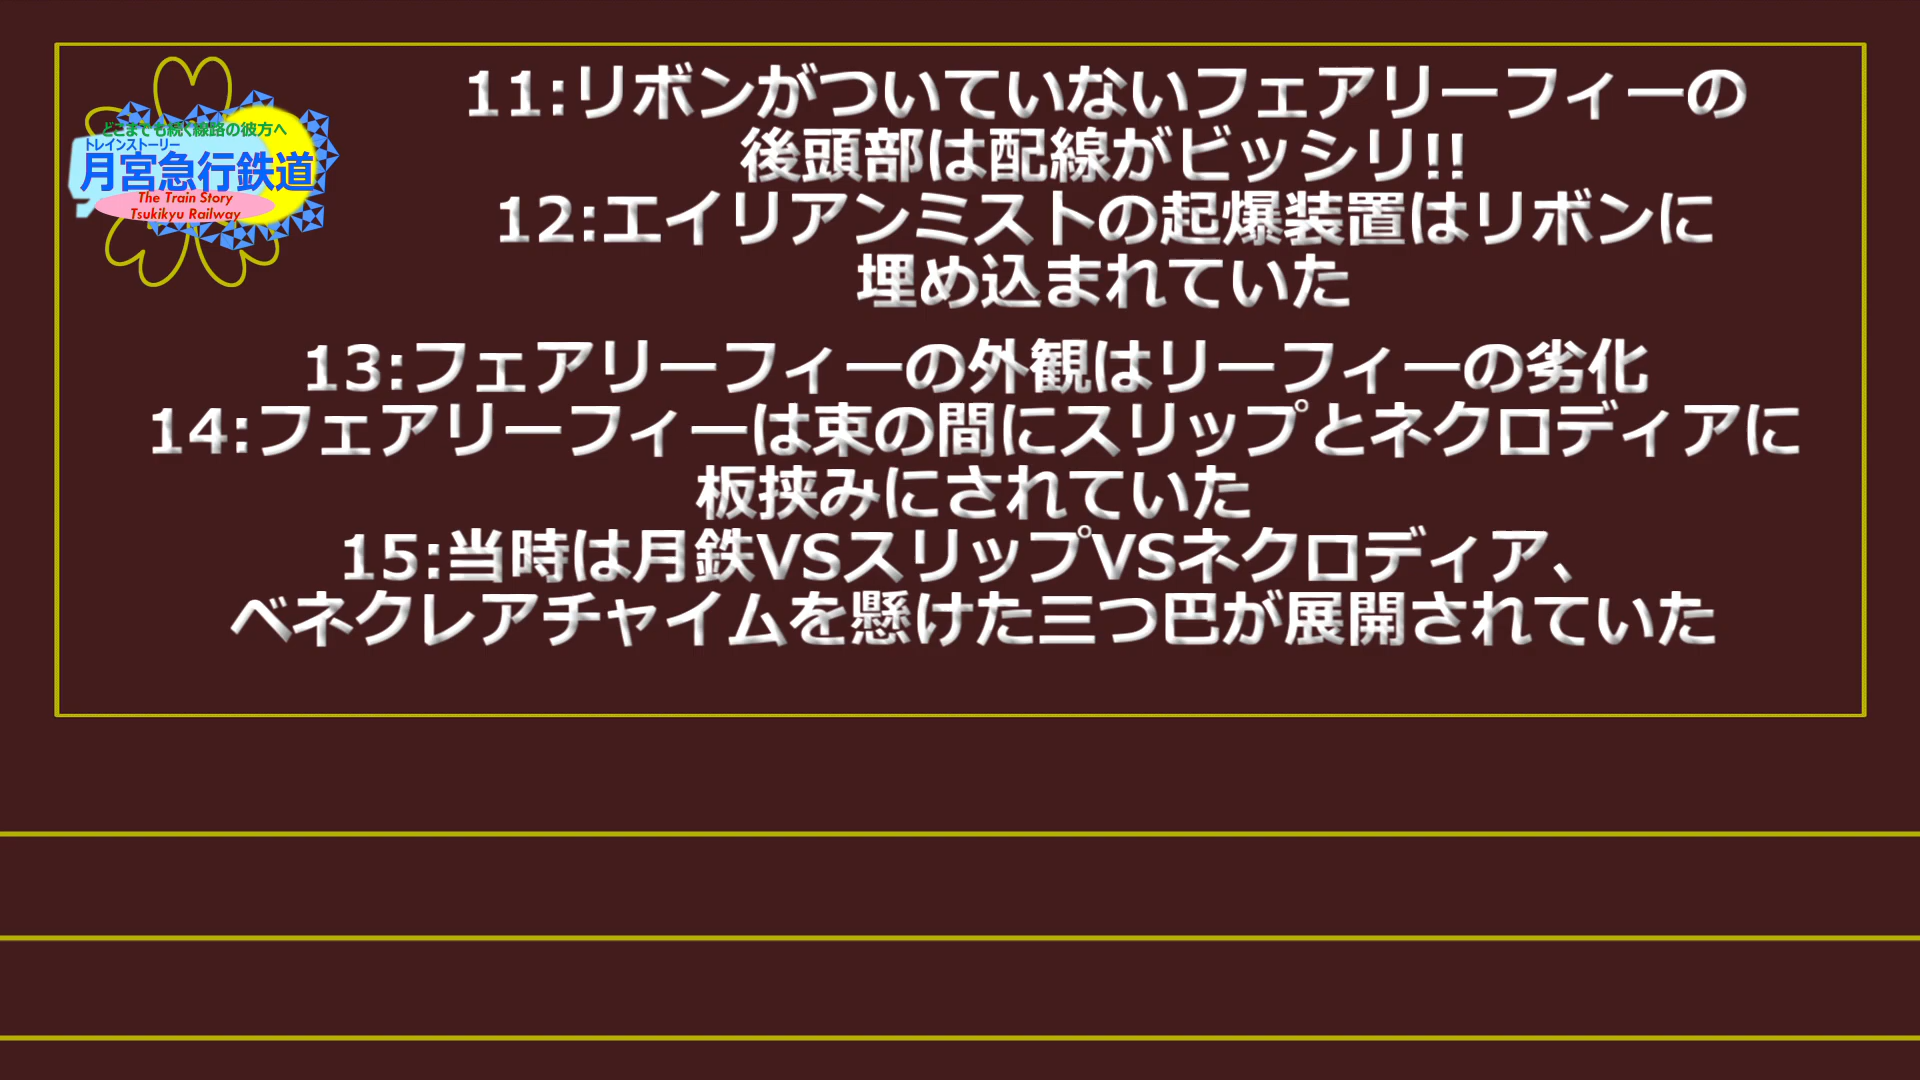 どこまでも続く線路の彼方へ
トレインストーリー
月宮急行鉄道
The Train Story
Tsukikyu Railway
11:リボンがついていないフェアリーフィーの
後頭部は配線がビッシリ!!
12:エイリアンミストの起爆装置はリボンに
埋め込まれていた
13:フェアリーフィーの外観はリーフィーの劣化
14:フェアリーフィーは束の間にスリップとネクロディアに
板挟みにされていた
15:当時は月鉄VSスリップVSネクロディア、
ベネクレアチャイムを懸けた三つ巴が展開されていた